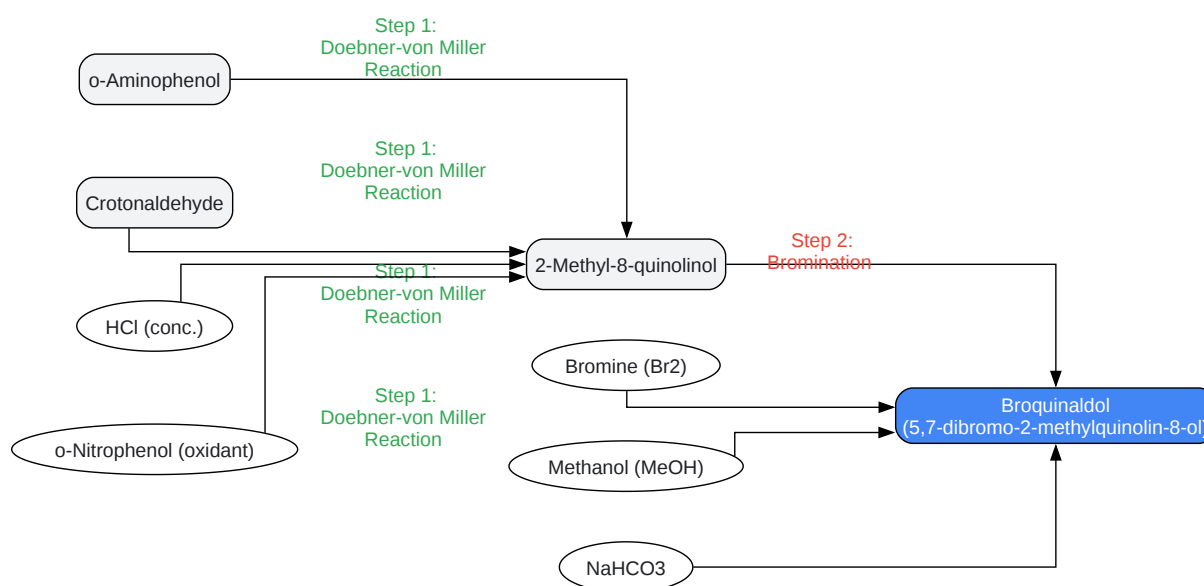 Step 1:
Doebner-von Miller
Reaction
o-Aminophenol
Step 1:
Doebner-von Miller
Reaction
Crotonaldehyde
Step 2:
Bromination
2-Methyl-8-quinolinol
Step 1:
Doebner-von Miller
Reaction
HCl (conc.)
Bromine (Br2)
Step 1:
Doebner-von Miller
Reaction
Broquinaldol
(5,7-dibromo-2-methylquinolin-8-ol)
o-Nitrophenol (oxidant)
Methanol (MeOH)
NaHCO3